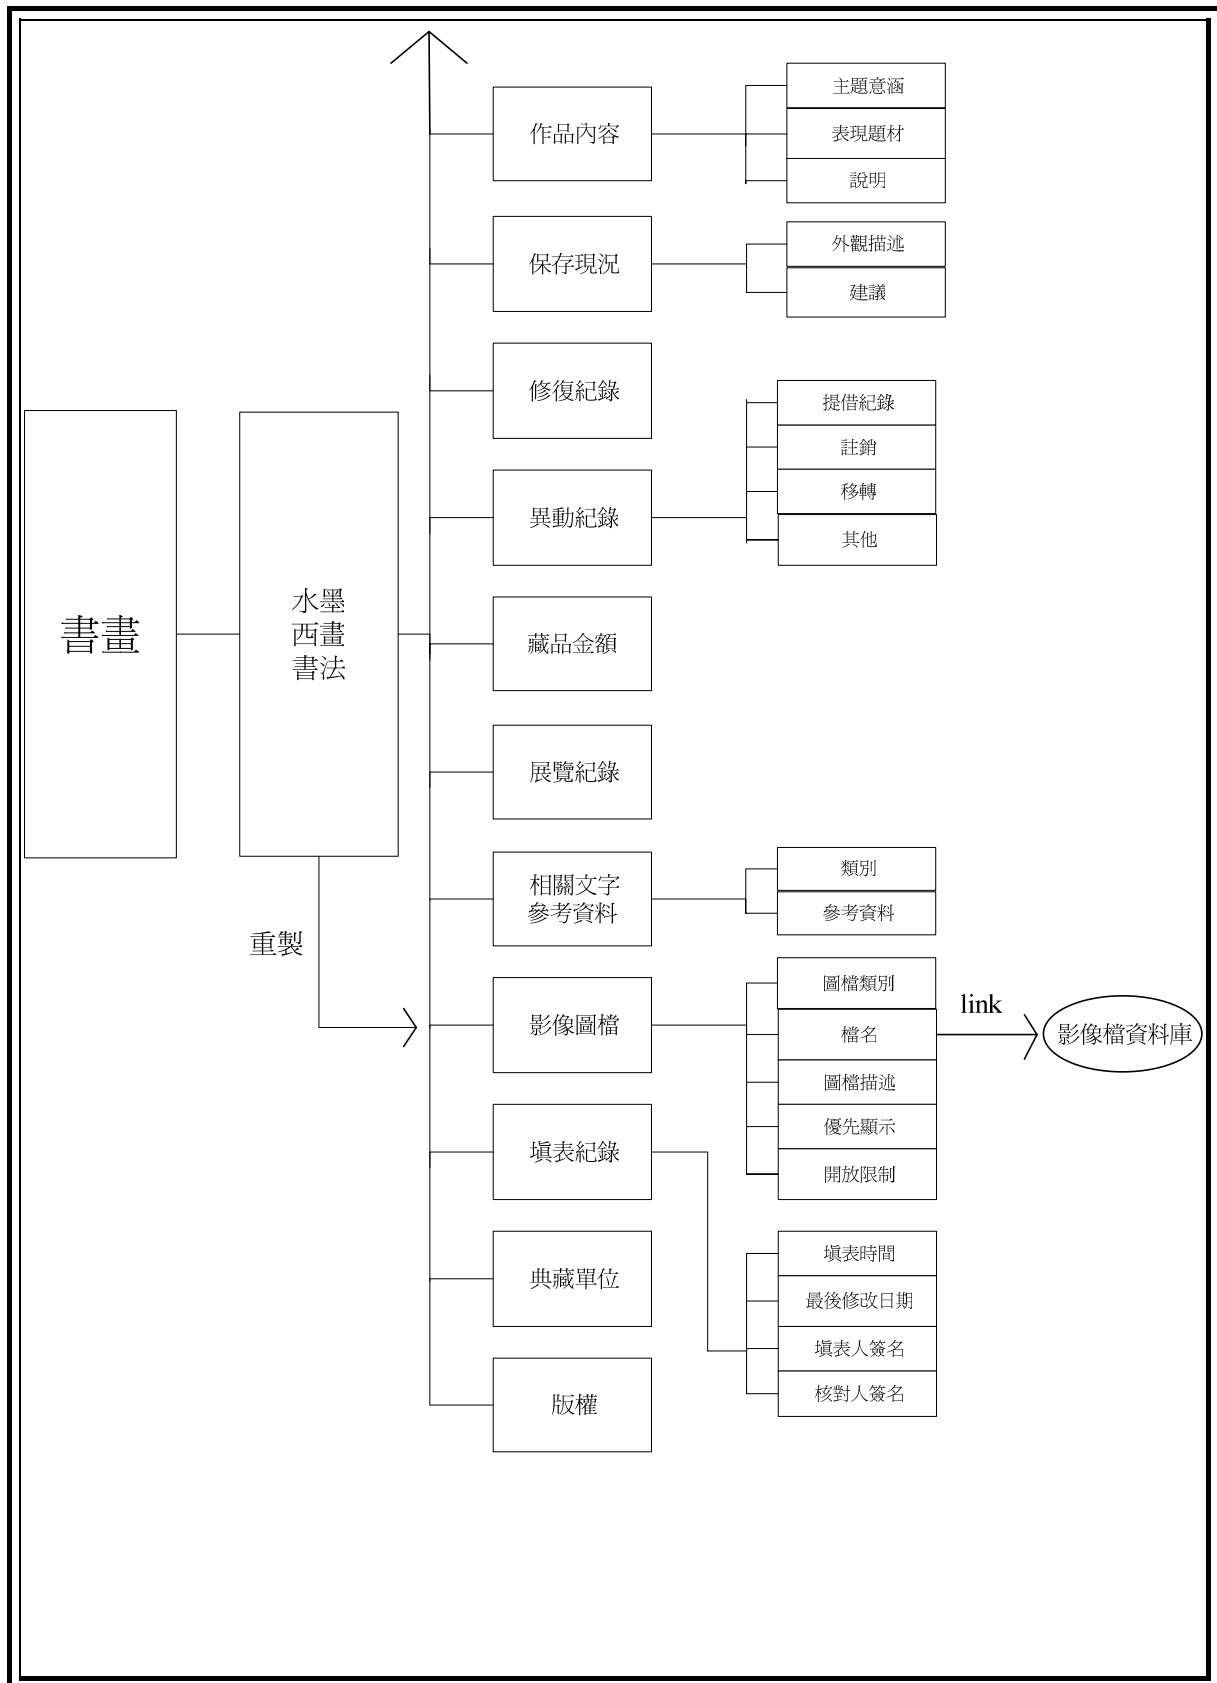 書畫
水墨
西畫
書法
重製
作品內容
主題意涵
表現題材
說明
保存現況
外觀描述
建議
修復紀錄
異動紀錄
提借紀錄
註銷
移轉
其他
藏品金額
展覽紀錄
相關文字
參考資料
類別
參考資料
影像圖檔
圖檔類別
檔名
圖檔描述
優先顯示
開放限制
link
影像檔資料庫
填表紀錄
填表時間
最後修改日期
填表人簽名
核對人簽名
典藏單位
版權